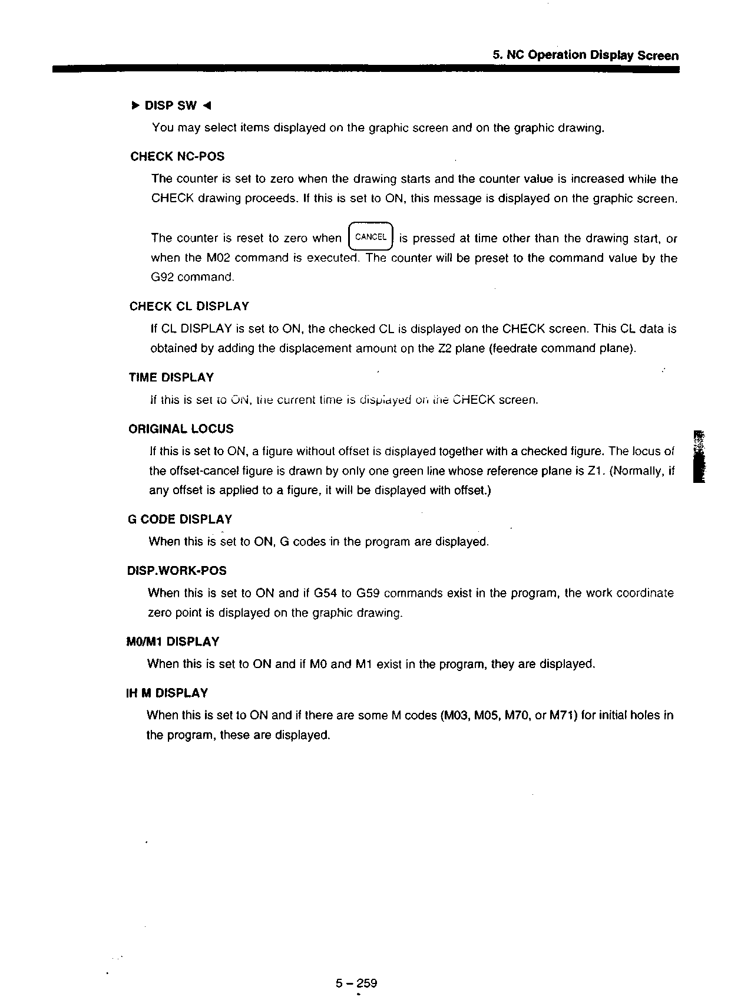 5. NC Operation Display Screen
▶ DISP SW ◀
You may select items displayed on the graphic screen and on the graphic drawing.
CHECK NC-POS
The counter is set to zero when the drawing starts and the counter value is increased while the
CHECK drawing proceeds. If this is set to ON, this message is displayed on the graphic screen.
The counter is reset to zero when CANCEL is pressed at time other than the drawing start, or
when the M02 command is executed. The counter will be preset to the command value by the
G92 command.
CHECK CL DISPLAY
If CL DISPLAY is set to ON, the checked CL is displayed on the CHECK screen. This CL data is
obtained by adding the displacement amount on the Z2 plane (feedrate command plane).
TIME DISPLAY
If this is set to ON, the current time is displayed on the CHECK screen.
ORIGINAL LOCUS
If this is set to ON, a figure without offset is displayed together with a checked figure. The locus of
the offset-cancel figure is drawn by only one green line whose reference plane is Z1. (Normally, if
any offset is applied to a figure, it will be displayed with offset.)
G CODE DISPLAY
When this is set to ON, G codes in the program are displayed.
DISP.WORK-POS
When this is set to ON and if G54 to G59 commands exist in the program, the work coordinate
zero point is displayed on the graphic drawing.
M0/M1 DISPLAY
When this is set to ON and if M0 and M1 exist in the program, they are displayed.
IH M DISPLAY
When this is set to ON and if there are some M codes (M03, M05, M70, or M71) for initial holes in
the program, these are displayed.
5 – 259